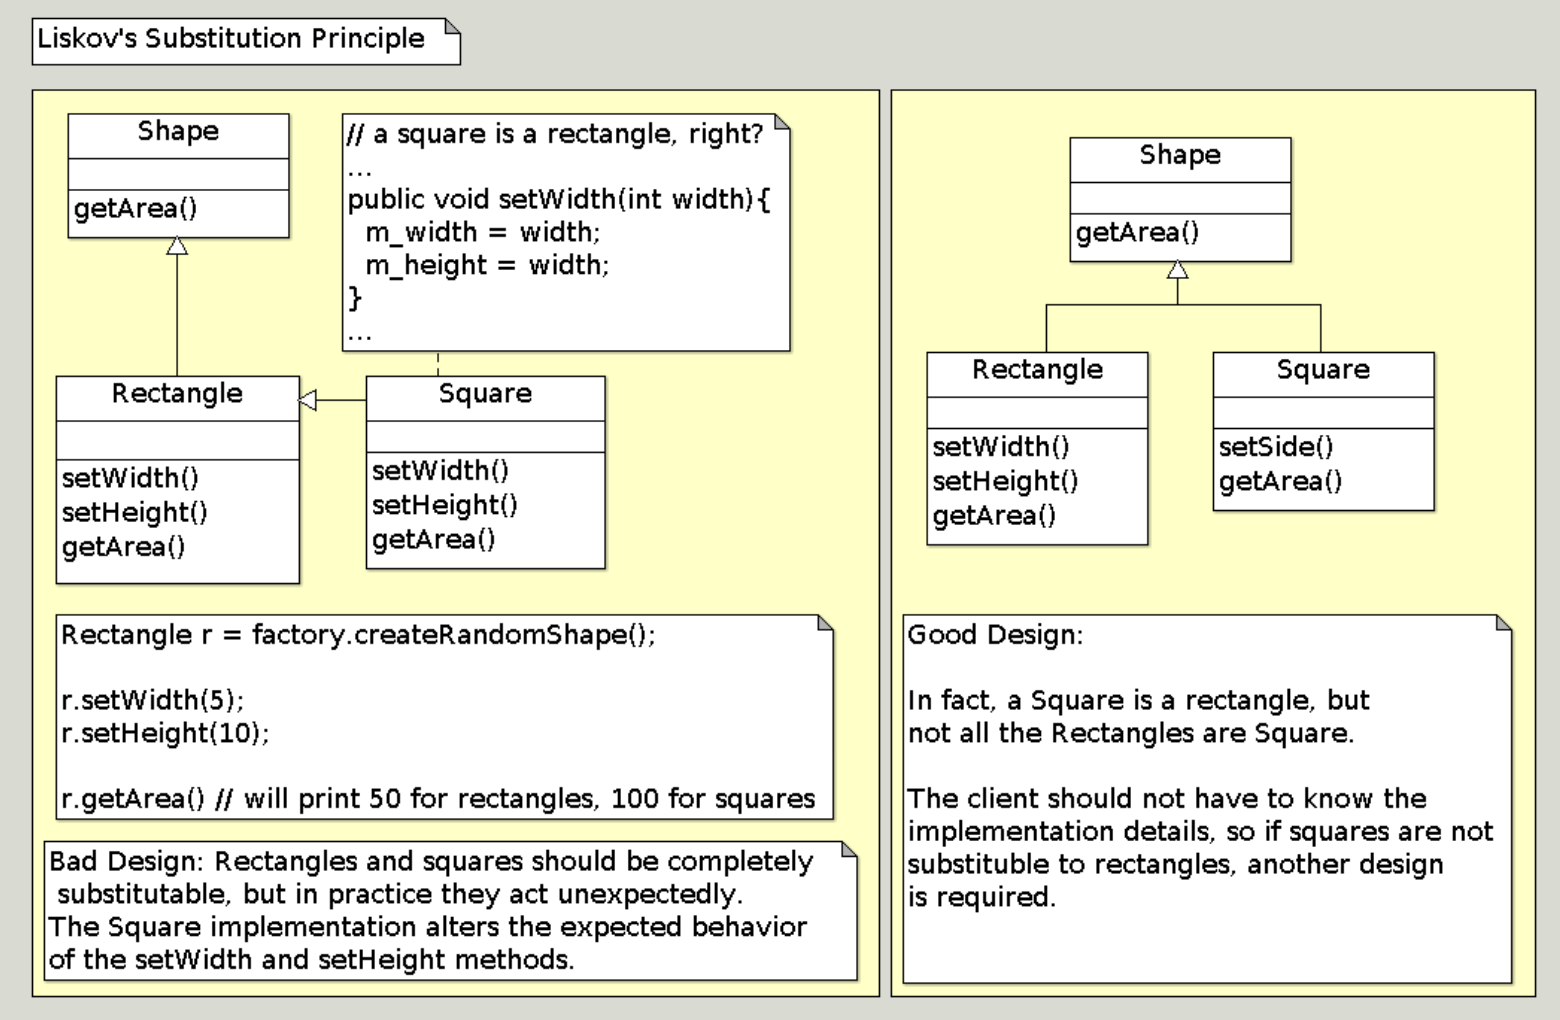 Liskov's Substitution Principle
Shape
getArea()
// a square is a rectangle, right?
...
public void setWidth(int width){
m_width = width;
m_height = width;
}
...
Rectangle
setWidth()
setHeight()
getArea()
Square
setWidth()
setHeight()
getArea()
Rectangle r = factory.createRandomShape();
r.setWidth(5);
r.setHeight(10);
r.getArea() // will print 50 for rectangles, 100 for squares
Bad Design: Rectangles and squares should be completely
substitutable, but in practice they act unexpectedly.
The Square implementation alters the expected behavior
of the setWidth and setHeight methods.
Shape
getArea()
Rectangle
setWidth()
setHeight()
getArea()
Square
setSide()
getArea()
Good Design:
In fact, a Square is a rectangle, but
not all the Rectangles are Square.
The client should not have to know the
implementation details, so if squares are not
substituble to rectangles, another design
is required.